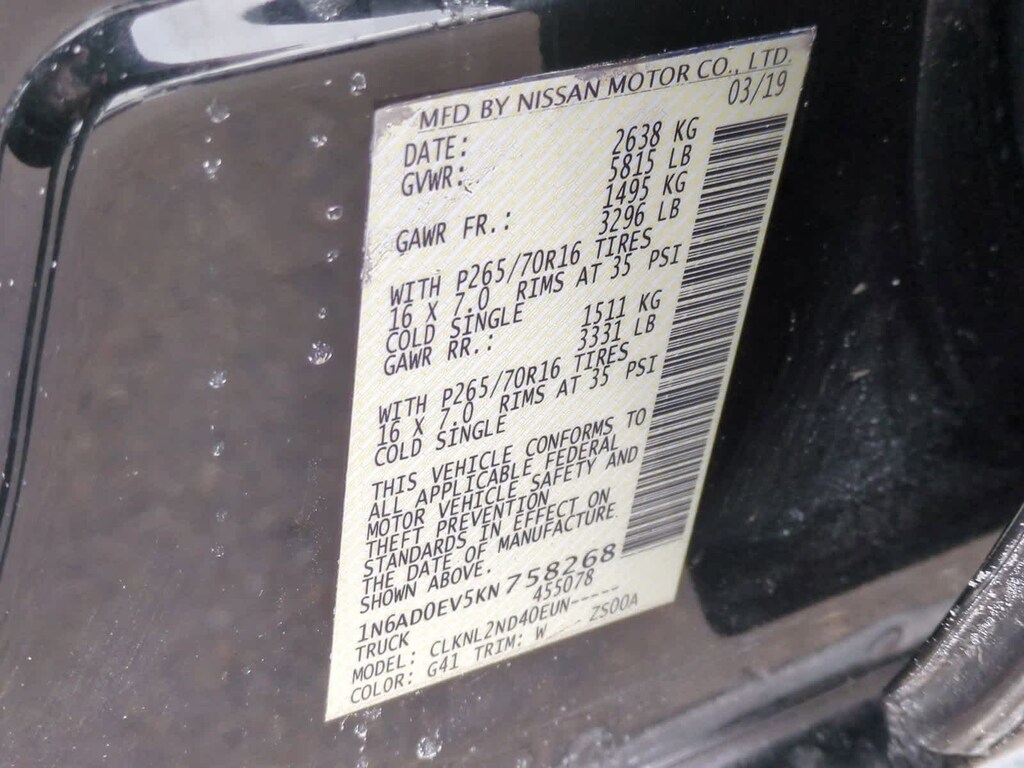 MFD BY NISSAN MOTOR CO., LTD.
DATE: 03/19
GVWR: 2638 KG
5815 LB
GAWR FR.: 1495 KG
3296 LB
WITH P265/70R16 TIRES
16 X 7.0 RIMS AT 35 PSI
COLD SINGLE
GAWR RR.: 1511 KG
3331 LB
WITH P265/70R16 TIRES
16 X 7.0 RIMS AT 35 PSI
COLD SINGLE
THIS VEHICLE CONFORMS TO
ALL APPLICABLE FEDERAL
MOTOR VEHICLE SAFETY AND
THEFT PREVENTION
STANDARDS IN EFFECT ON
THE DATE OF MANUFACTURE
SHOWN ABOVE.
1N6AD0EV5KN758268
TRUCK 455078
MODEL: CLKNL2ND40EUN-----
COLOR: G41 TRIM: W ZS00A